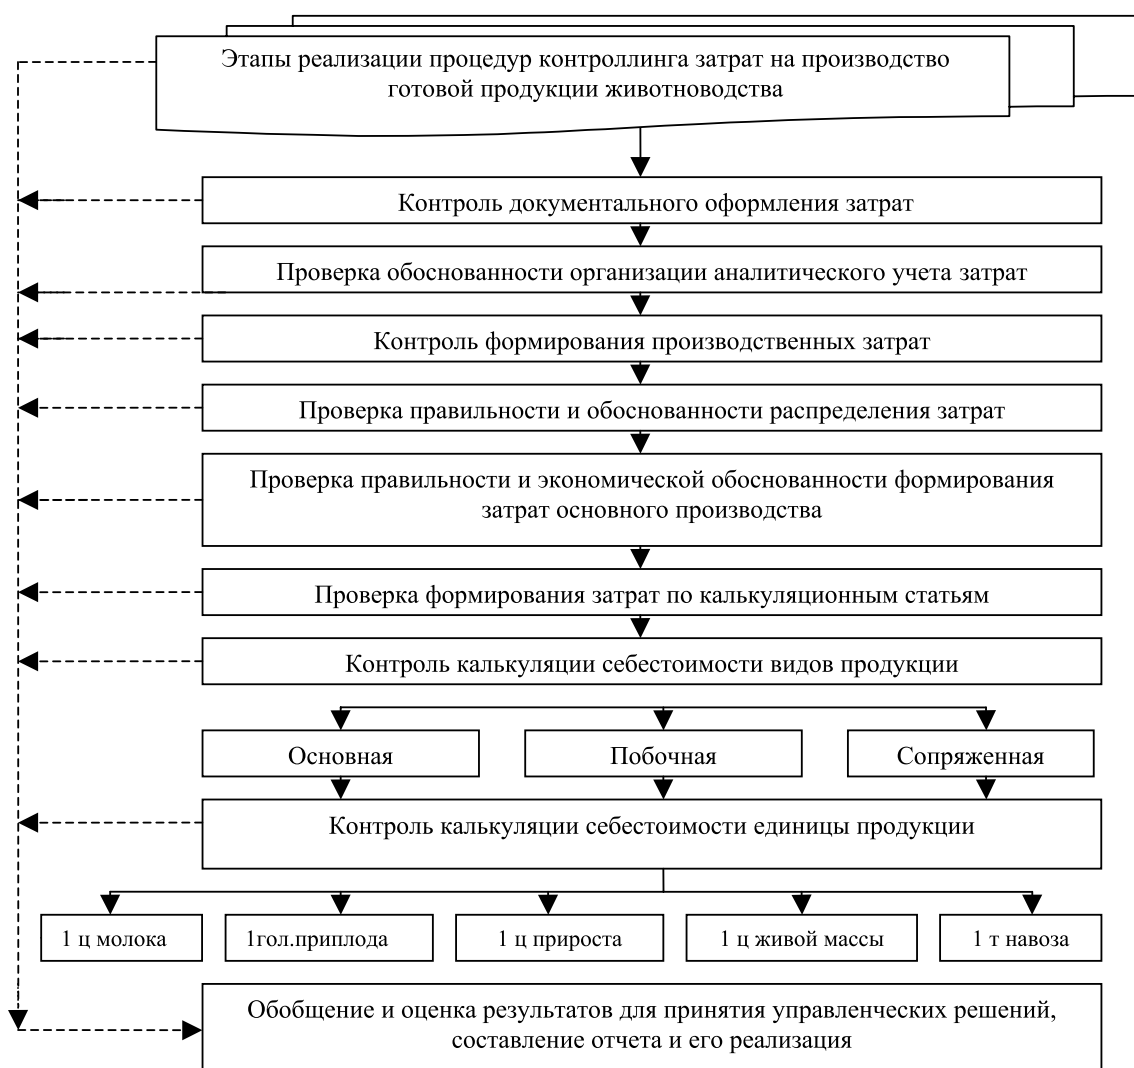 Этапы реализации процедур контроллинга затрат на производство
готовой продукции животноводства
Контроль документального оформления затрат
Проверка обоснованности организации аналитического учета затрат
Контроль формирования производственных затрат
Проверка правильности и обоснованности распределения затрат
Проверка правильности и экономической обоснованности формирования
затрат основного производства
Проверка формирования затрат по калькуляционным статьям
Контроль калькуляции себестоимости видов продукции
Основная
Побочная
Сопряженная
Контроль калькуляции себестоимости единицы продукции
1 ц молока
1гол.приплода
1 ц прироста
1 ц живой массы
1 т навоза
Обобщение и оценка результатов для принятия управленческих решений,
составление отчета и его реализация